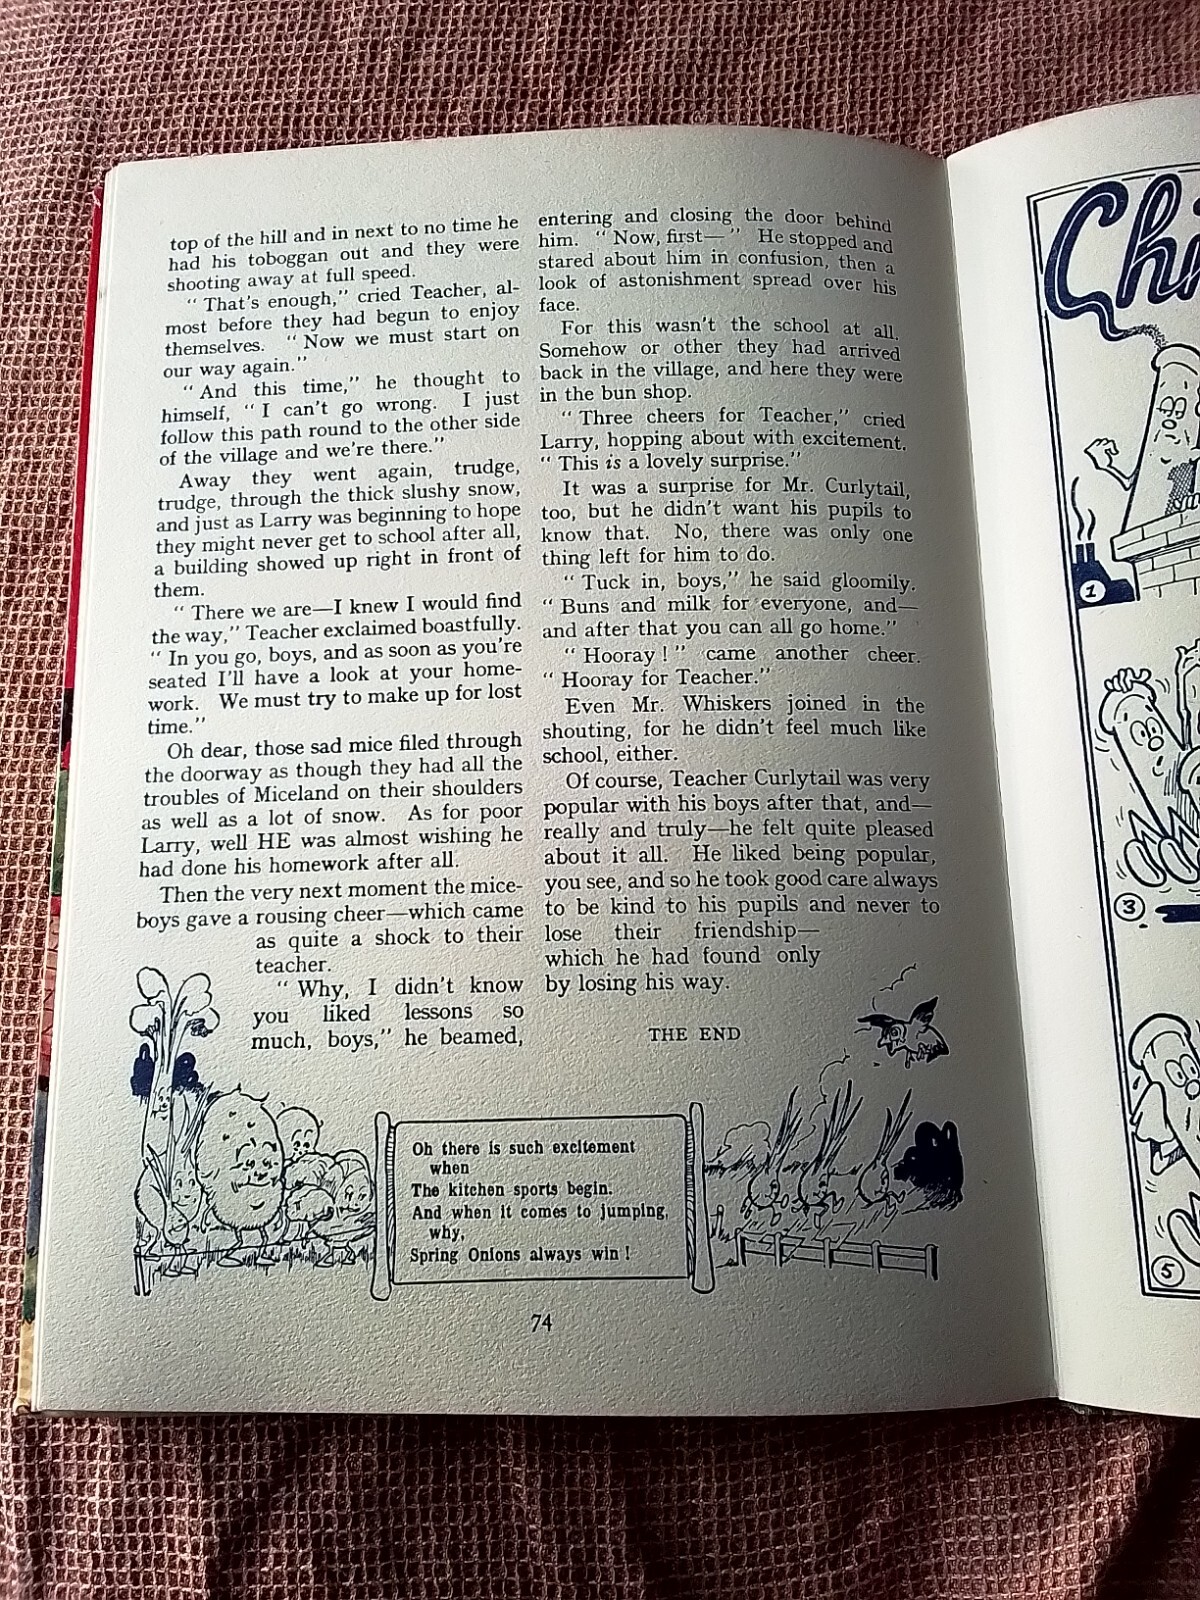 top of the hill and in next to no time he
had his toboggan out and they were
shooting away at full speed.
"That's enough," cried Teacher, al-
most before they had begun to enjoy
themselves. "Now we must start on
our way again."
"And this time," he thought to
himself, "I can't go wrong. I just
follow this path round to the other side
of the village and we're there."
Away they went again, trudge,
trudge, through the thick slushy snow,
and just as Larry was beginning to hope
they might never get to school after all,
a building showed up right in front of
them.
"There we are—I knew I would find
the way," Teacher exclaimed boastfully.
"In you go, boys, and as soon as you're
seated I'll have a look at your home-
work. We must try to make up for lost
time."
Oh dear, those sad mice filed through
the doorway as though they had all the
troubles of Miceland on their shoulders
as well as a lot of snow. As for poor
Larry, well HE was almost wishing he
had done his homework after all.
Then the very next moment the mice-
boys gave a rousing cheer—which came
as quite a shock to their
teacher.
"Why, I didn't know
you liked lessons so
much, boys," he beamed,
entering and closing the door behind
him. "Now, first—" He stopped and
stared about him in confusion, then a
look of astonishment spread over his
face.
For this wasn't the school at all.
Somehow or other they had arrived
back in the village, and here they were
in the bun shop.
"Three cheers for Teacher," cried
Larry, hopping about with excitement.
"This is a lovely surprise."
It was a surprise for Mr. Curlytail,
too, but he didn't want his pupils to
know that. No, there was only one
thing left for him to do.
"Tuck in, boys," he said gloomily.
"Buns and milk for everyone, and—
and after that you can all go home."
"Hooray!" came another cheer.
"Hooray for Teacher."
Even Mr. Whiskers joined in the
shouting, for he didn't feel much like
school, either.
Of course, Teacher Curlytail was very
popular with his boys after that, and—
really and truly—he felt quite pleased
about it all. He liked being popular,
you see, and so he took good care always
to be kind to his pupils and never to
lose their friendship—
which he had found only
by losing his way.
THE END
Oh there is such excitement
when
The kitchen sports begin.
And when it comes to jumping,
why,
Spring Onions always win!
74
Chi
1
3
5